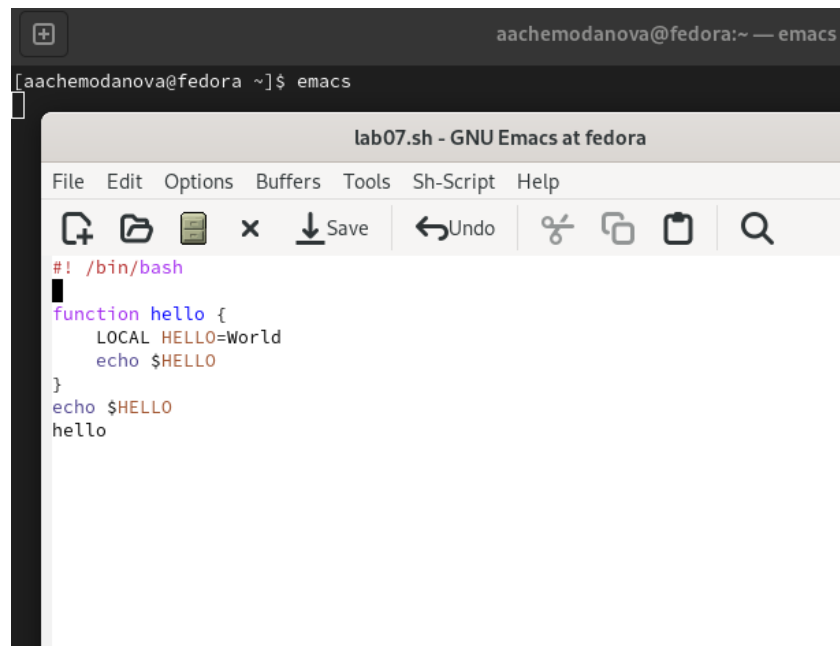 aachemodanova@fedora:~ — emacs
[aachemodanova@fedora ~]$ emacs
lab07.sh - GNU Emacs at fedora
File Edit Options Buffers Tools Sh-Script Help
Save Undo
#! /bin/bash
function hello {
    LOCAL HELLO=World
    echo $HELLO
}
echo $HELLO
hello